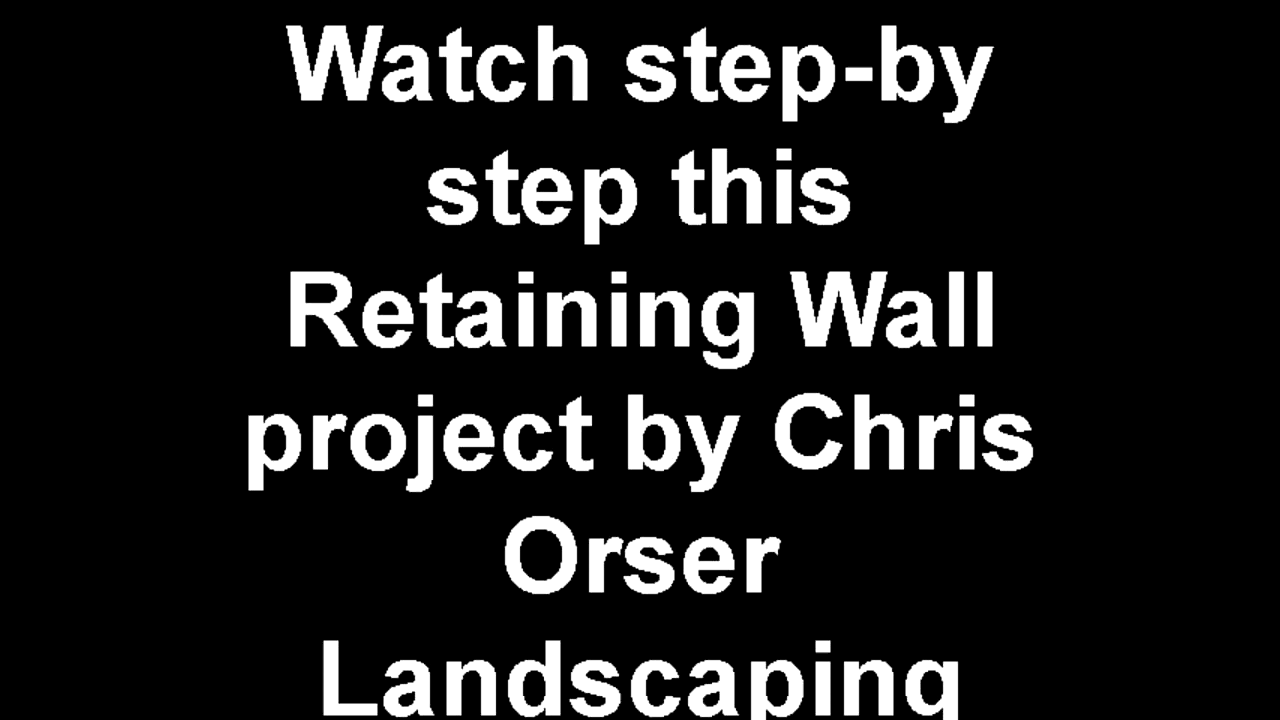 Watch step-by
step this
Retaining Wall
project by Chris
Orser
Landscaping